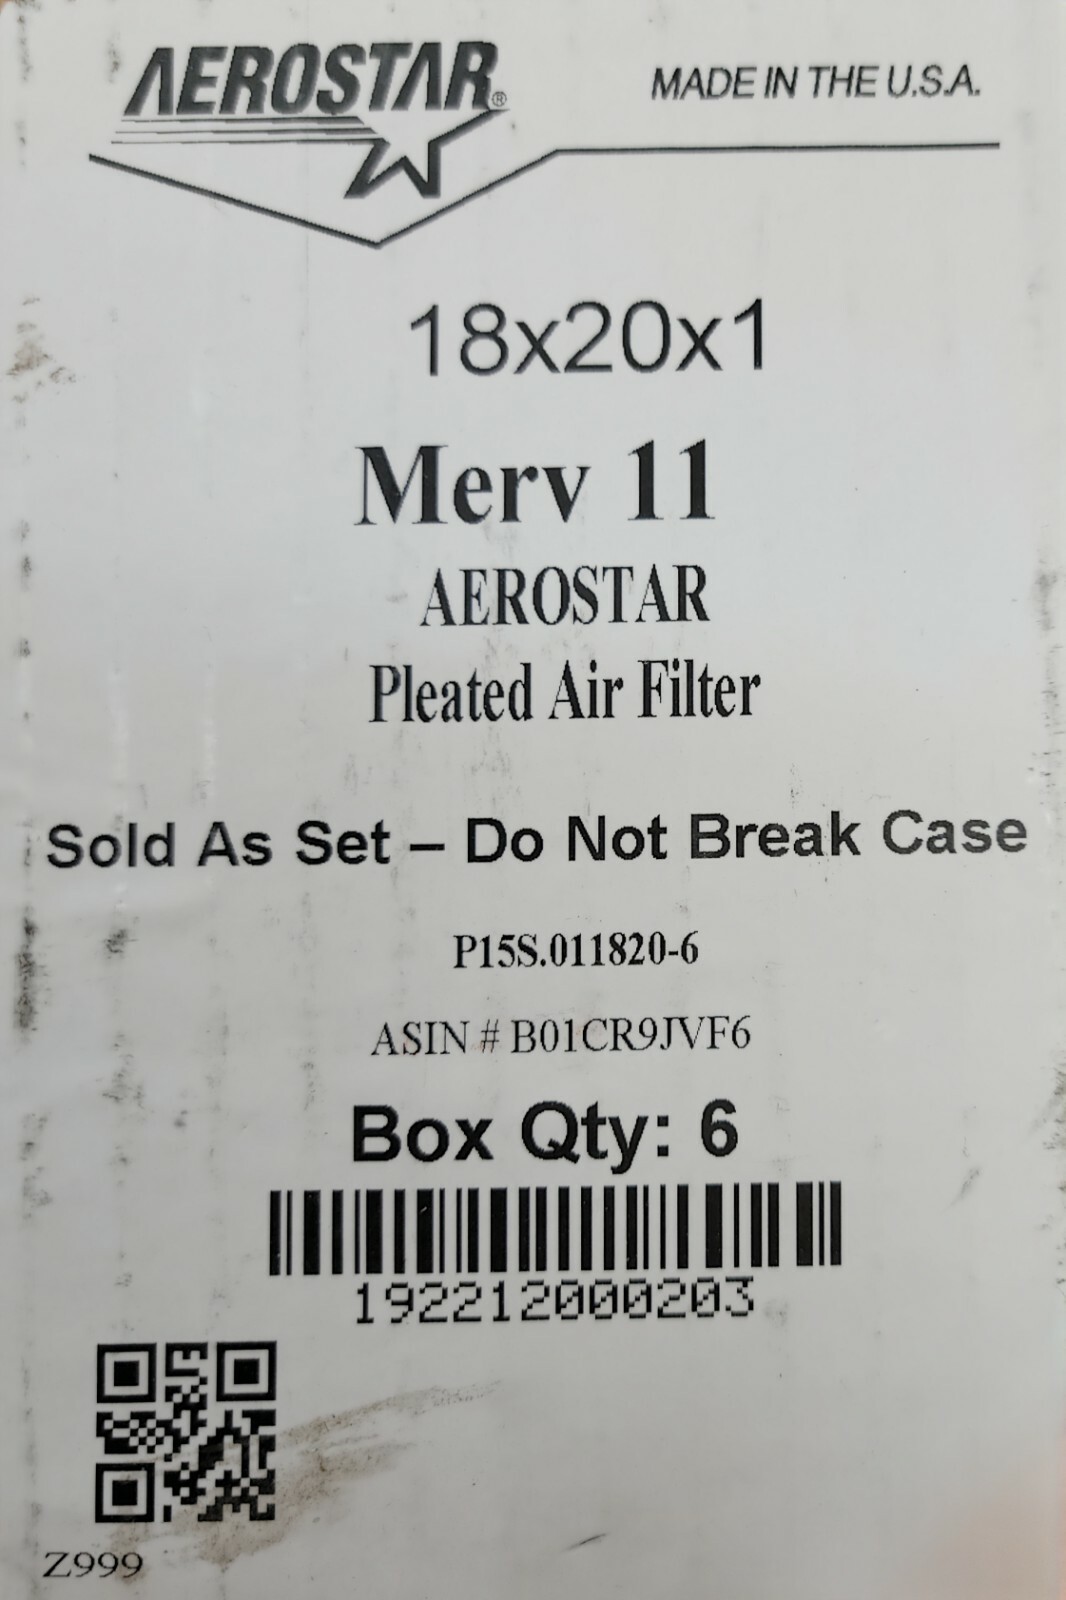 AEROSTAR®
MADE IN THE U.S.A.
18x20x1
Merv 11
AEROSTAR
Pleated Air Filter
Sold As Set – Do Not Break Case
P15S.011820-6
ASIN # B01CR9JVF6
Box Qty: 6
192212000203
Z999